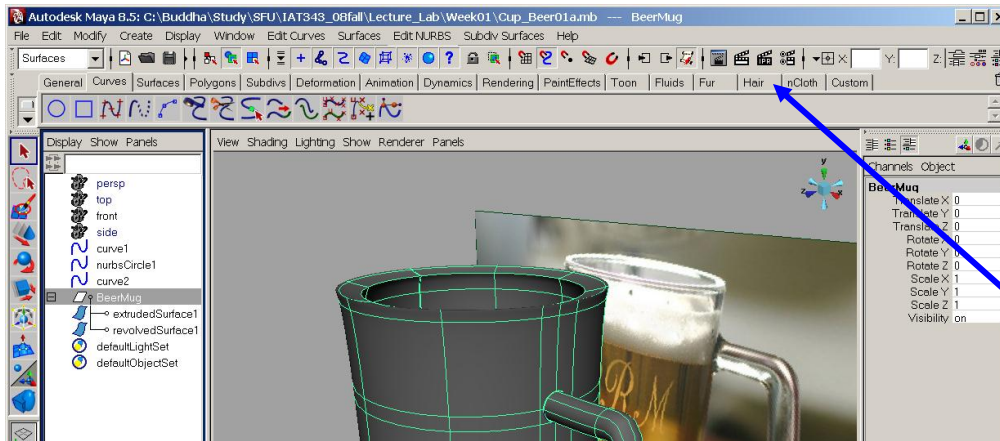 Autodesk Maya 8.5: C:\Buddha\Study\SFU\IAT343_08fall\Lecture_Lab\Week01\Cup_Beer01a.mb --- BeerMug
File Edit Modify Create Display Window Edit Curves Surfaces Edit NURBS Subdiv Surfaces Help
Surfaces X: Y: Z:
General Curves Surfaces Polygons Subdivs Deformation Animation Dynamics Rendering PaintEffects Toon Fluids Fur Hair nCloth Custom
Display Show Panels
persp
top
front
side
curve1
nurbsCircle1
curve2
BeerMug
extrudedSurface1
revolvedSurface1
defaultLightSet
defaultObjectSet
View Shading Lighting Show Renderer Panels
y
z
R.M
Channels Object
BeerMug
Translate X 0
Translate Y 0
Translate Z 0
Rotate X 0
Rotate Y 0
Rotate Z 0
Scale X 1
Scale Y 1
Scale Z 1
Visibility on